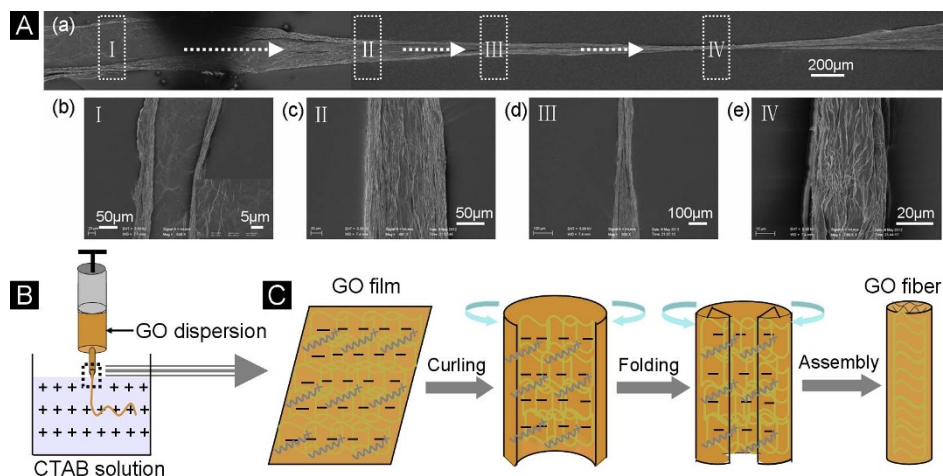 A
(a)
I
II
III
IV
200μm
(b)
I
50μm
5μm
(c)
II
50μm
(d)
III
100μm
(e)
IV
20μm
B
GO dispersion
CTAB solution
C
GO film
Curling
Folding
Assembly
GO fiber